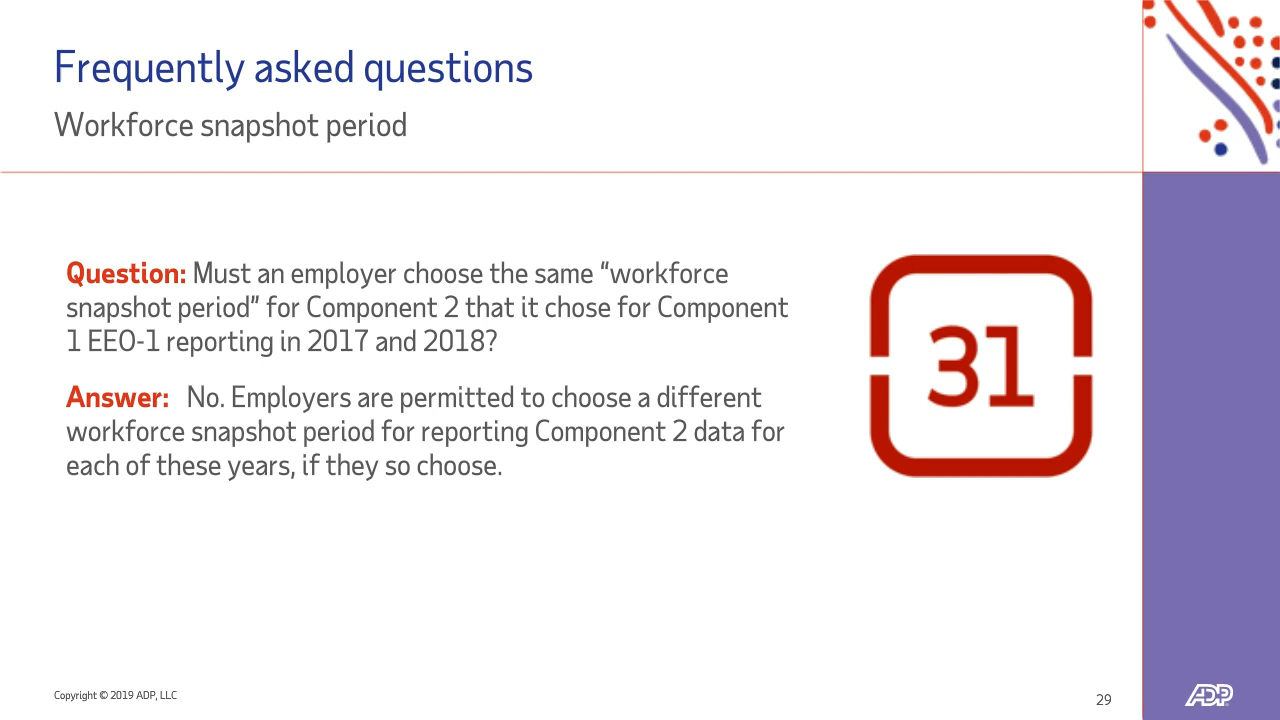 Frequently asked questions
Workforce snapshot period
Question: Must an employer choose the same “workforce
snapshot period” for Component 2 that it chose for Component
1 EEO-1 reporting in 2017 and 2018?
Answer:   No. Employers are permitted to choose a different
workforce snapshot period for reporting Component 2 data for
each of these years, if they so choose.
31
Copyright © 2019 ADP, LLC
29
ADP